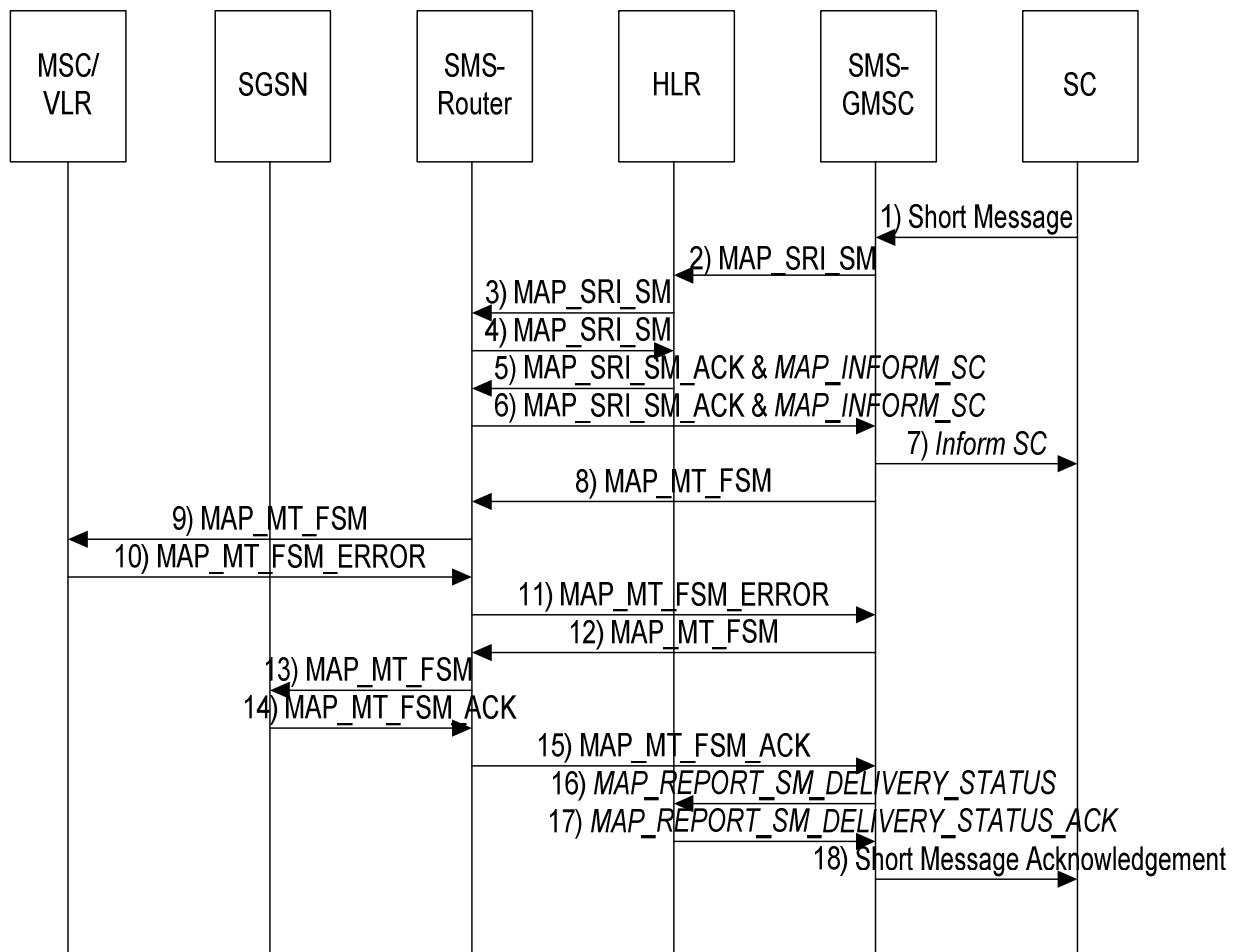 MSC/
VLR
SGSN
SMS-
Router
HLR
SMS-
GMSC
SC
1) Short Message
2) MAP_SRI_SM
3) MAP_SRI_SM
4) MAP_SRI_SM
5) MAP_SRI_SM_ACK & MAP_INFORM_SC
6) MAP_SRI_SM_ACK & MAP_INFORM_SC
7) Inform SC
8) MAP_MT_FSM
9) MAP_MT_FSM
10) MAP_MT_FSM_ERROR
11) MAP_MT_FSM_ERROR
12) MAP_MT_FSM
13) MAP_MT_FSM
14) MAP_MT_FSM_ACK
15) MAP_MT_FSM_ACK
16) MAP_REPORT_SM_DELIVERY_STATUS
17) MAP_REPORT_SM_DELIVERY_STATUS_ACK
18) Short Message Acknowledgement